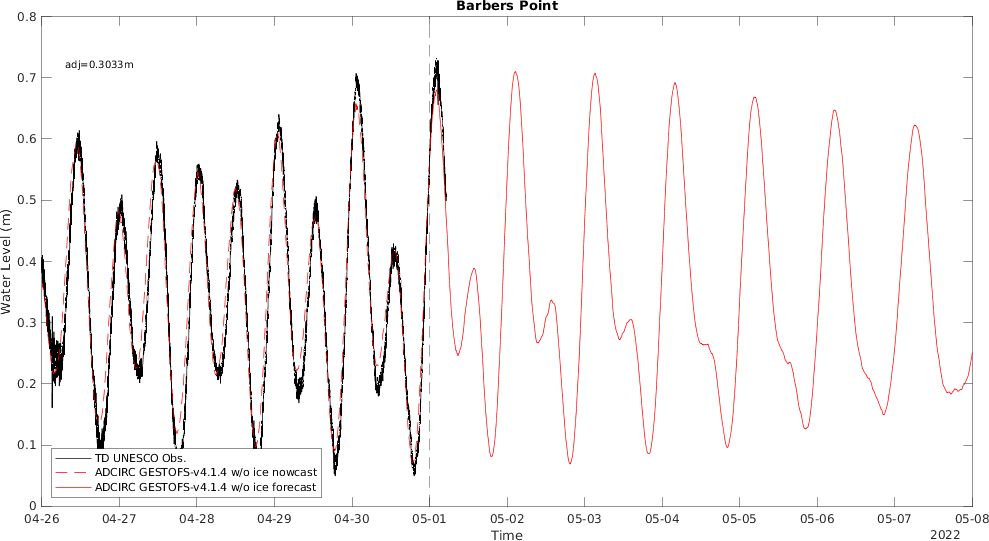 Barbers Point
0.8
adj=0.3033m
0.7
0.6
0.5
0.4
0.3
0.2
0.1
0
Water Level (m)
TD UNESCO Obs.
ADCIRC GESTOFS-v4.1.4 w/o ice nowcast
ADCIRC GESTOFS-v4.1.4 w/o ice forecast
04-26 04-27 04-28 04-29 04-30 05-01 05-02 05-03 05-04 05-05 05-06 05-07 05-08
Time
2022